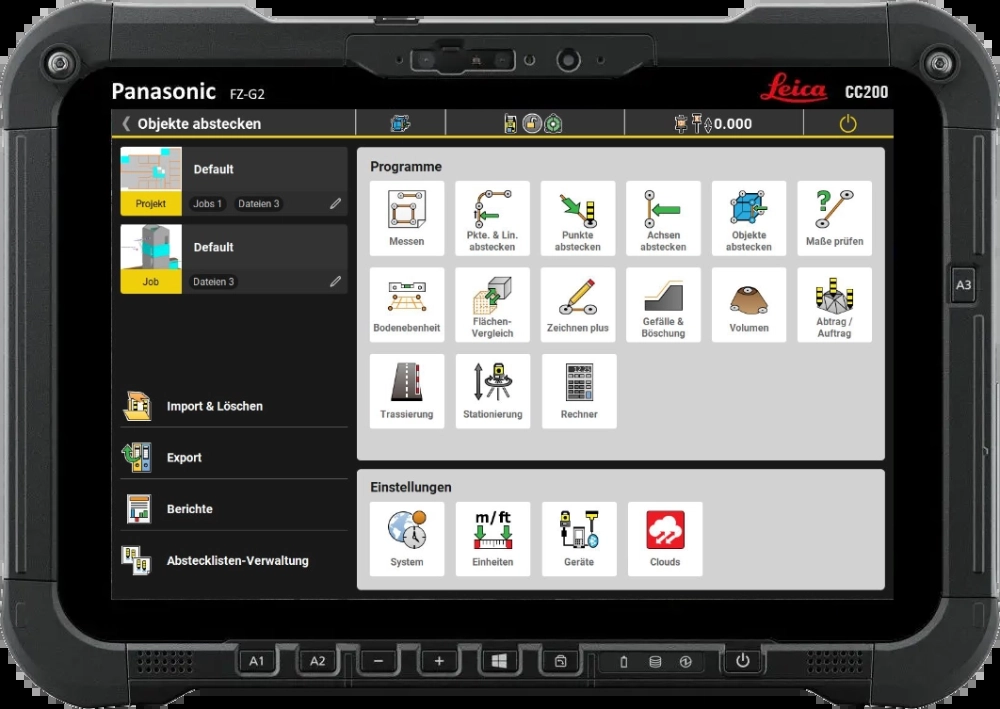 Panasonic FZ-G2
Leica CC200
Objekte abstecken
0.000
Default
Projekt
Jobs 1 Dateien 3
Default
Job
Dateien 3
Import & Löschen
Export
Berichte
Abstecklisten-Verwaltung
Programme
Messen
Pkte. & Lin.
abstecken
Punkte
abstecken
Achsen
abstecken
Objekte
abstecken
?
Maße prüfen
Bodenebenheit
Flächen-
Vergleich
Zeichnen plus
Gefälle &
Böschung
Volumen
Abtrag /
Auftrag
Trassierung
Stationierung
Rechner
Einstellungen
System
m/ft
Einheiten
Geräte
Clouds
A3
A1
A2